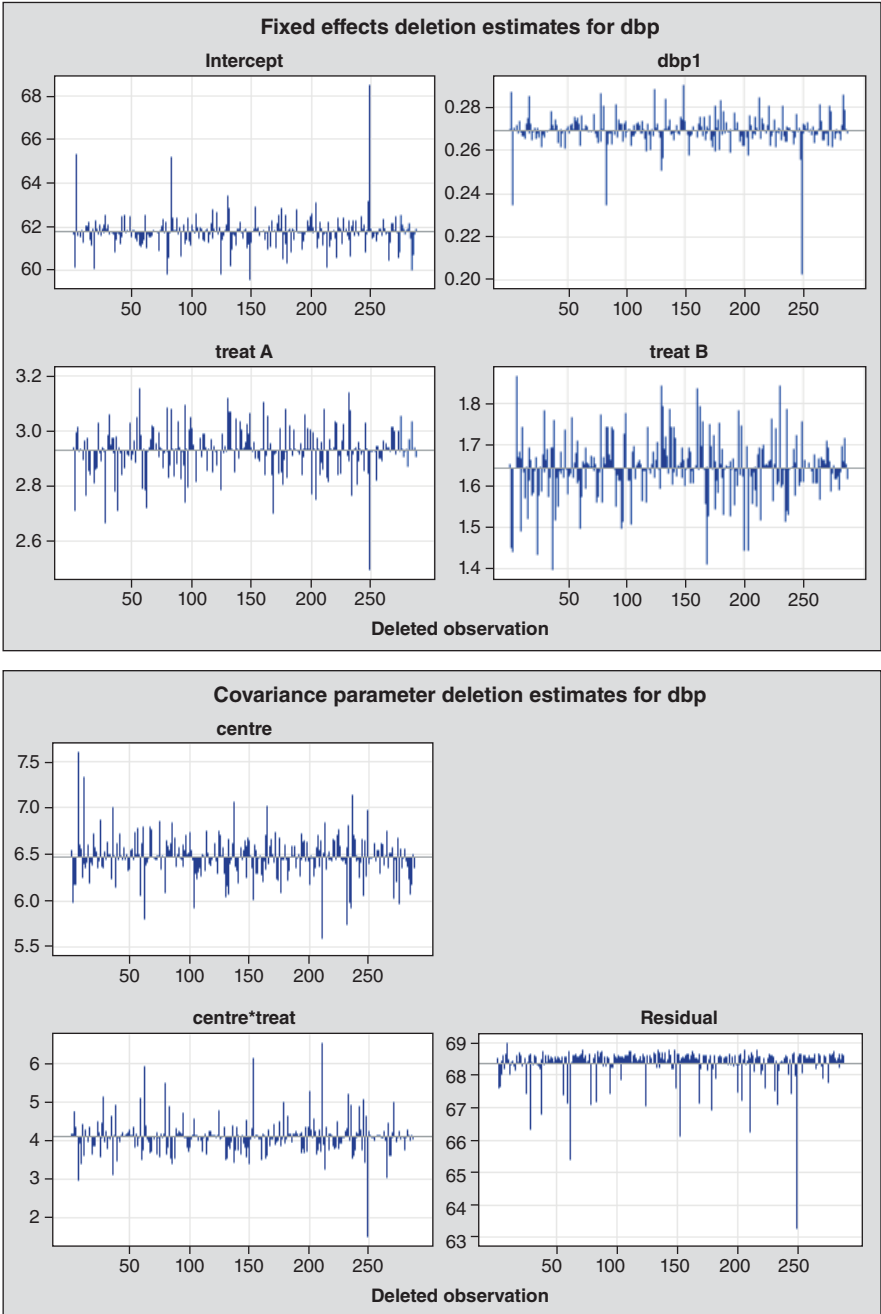 Fixed effects deletion estimates for dbp
Intercept
dbp1
68
66
64
62
60
0.28
0.26
0.24
0.22
0.20
50 100 150 200 250
50 100 150 200 250
treat A
treat B
3.2
3.0
2.8
2.6
1.8
1.7
1.6
1.5
1.4
50 100 150 200 250
50 100 150 200 250
Deleted observation
Covariance parameter deletion estimates for dbp
centre
7.5
7.0
6.5
6.0
5.5
50 100 150 200 250
centre*treat
Residual
6
5
4
3
2
69
68
67
66
65
64
63
50 100 150 200 250
50 100 150 200 250
Deleted observation